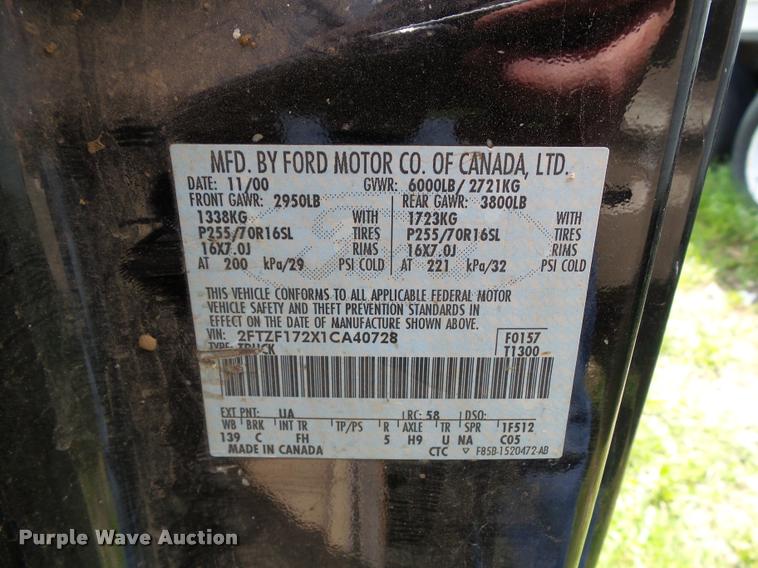 MFD. BY FORD MOTOR CO. OF CANADA, LTD.
DATE: 11/00 GVWR: 6000LB/ 2721KG
FRONT GAWR: 2950LB REAR GAWR: 3800LB
1338KG WITH 1723KG WITH
P255/70R16SL TIRES P255/70R16SL TIRES
16X7.0J RIMS 16X7.0J RIMS
AT 200 kPa/29 PSI COLD AT 221 kPa/32 PSI COLD
THIS VEHICLE CONFORMS TO ALL APPLICABLE FEDERAL MOTOR
VEHICLE SAFETY AND THEFT PREVENTION STANDARDS IN
EFFECT ON THE DATE OF MANUFACTURE SHOWN ABOVE.
VIN: 2FTZF172X1CA40728 F0157
TYPE: TRUCK T1300
EXT PNT: UA RC: 58 DSO:
WB BRK INT TR TP/PS R AXLE TR SPR 1F512
139 C FH 5 H9 U NA C05
MADE IN CANADA CTC F85B-1520472-AB
Purple Wave Auction